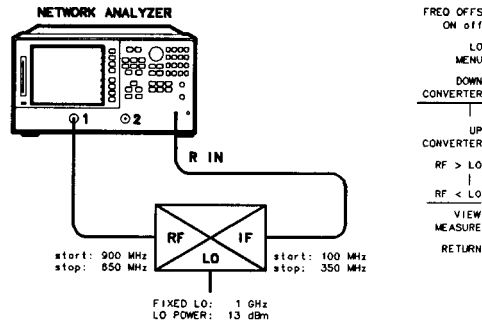 NETWORK ANALYZER
1
2
R IN
RF
IF
LO
start: 900 MHz
stop: 650 MHz
start: 100 MHz
stop: 350 MHz
FIXED LO: 1 GHz
LO POWER: 13 dBm
FREQ OFFS
ON off
LO
MENU
DOWN
CONVERTER
UP
CONVERTER
RF > LO
RF < LO
VIEW
MEASURE
RETURN